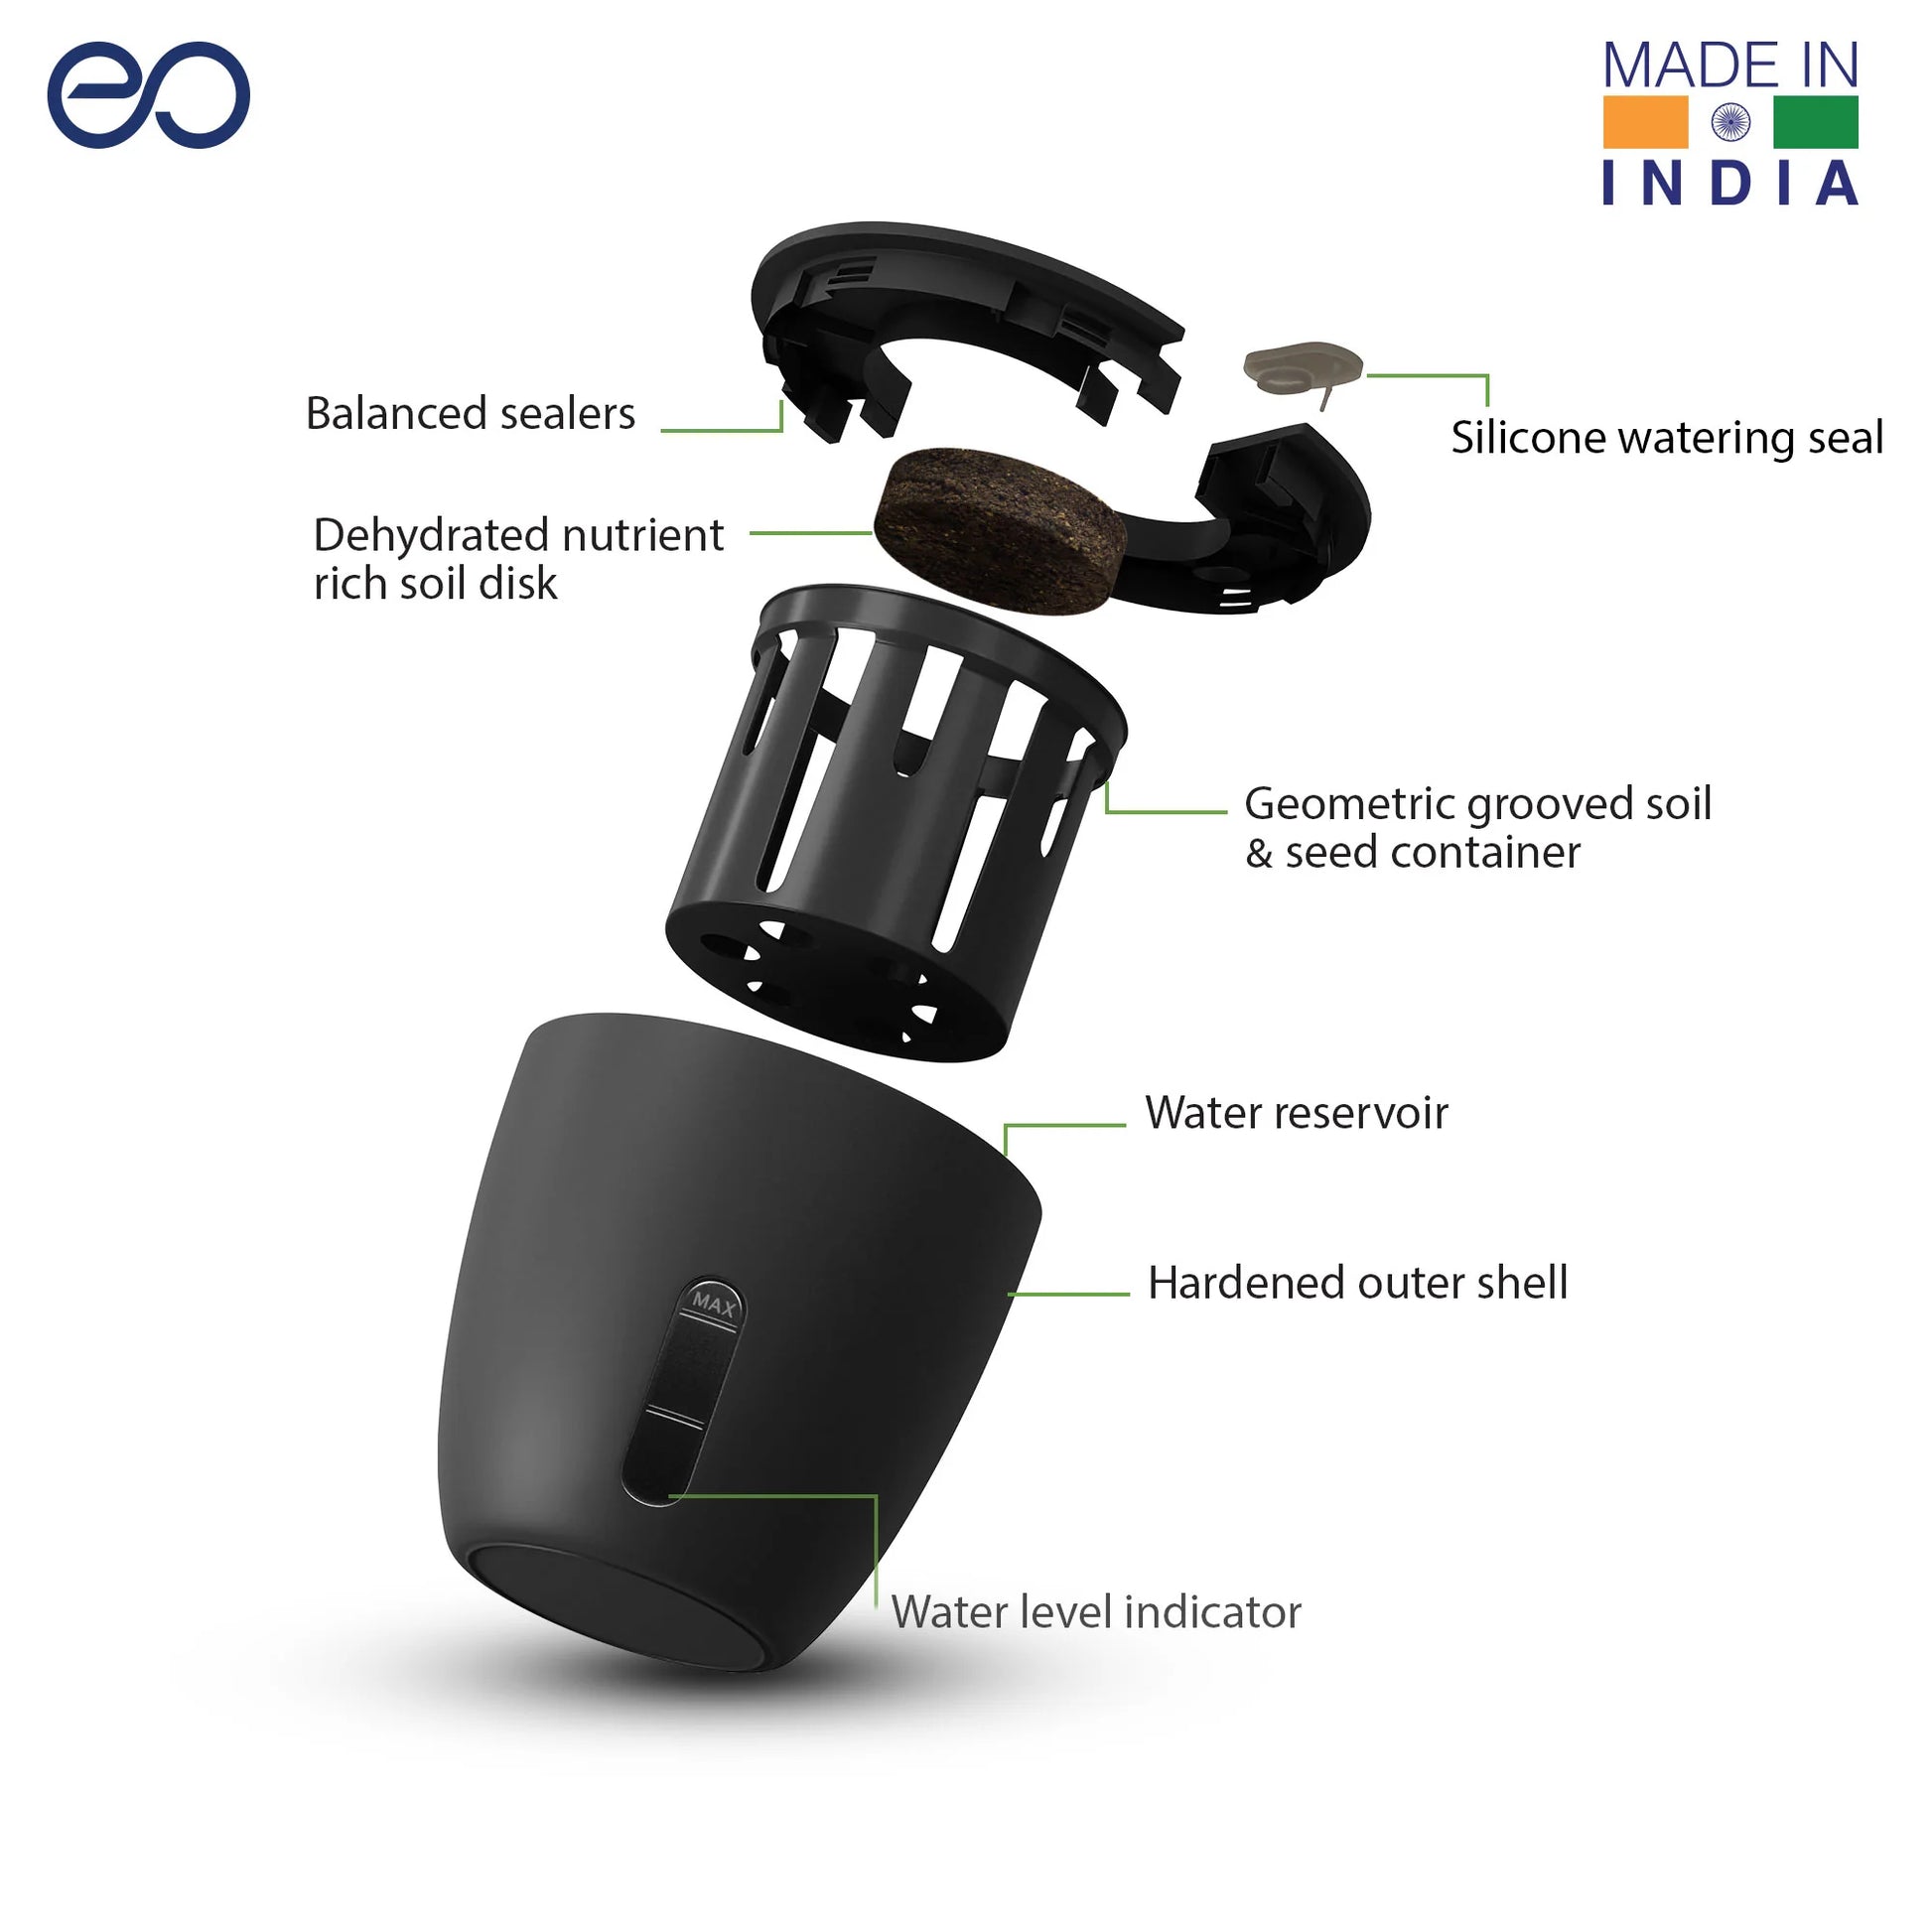 eo
MADE IN
INDIA
Balanced sealers
Silicone watering seal
Dehydrated nutrient
rich soil disk
Geometric grooved soil
& seed container
Water reservoir
Hardened outer shell
MAX
Water level indicator